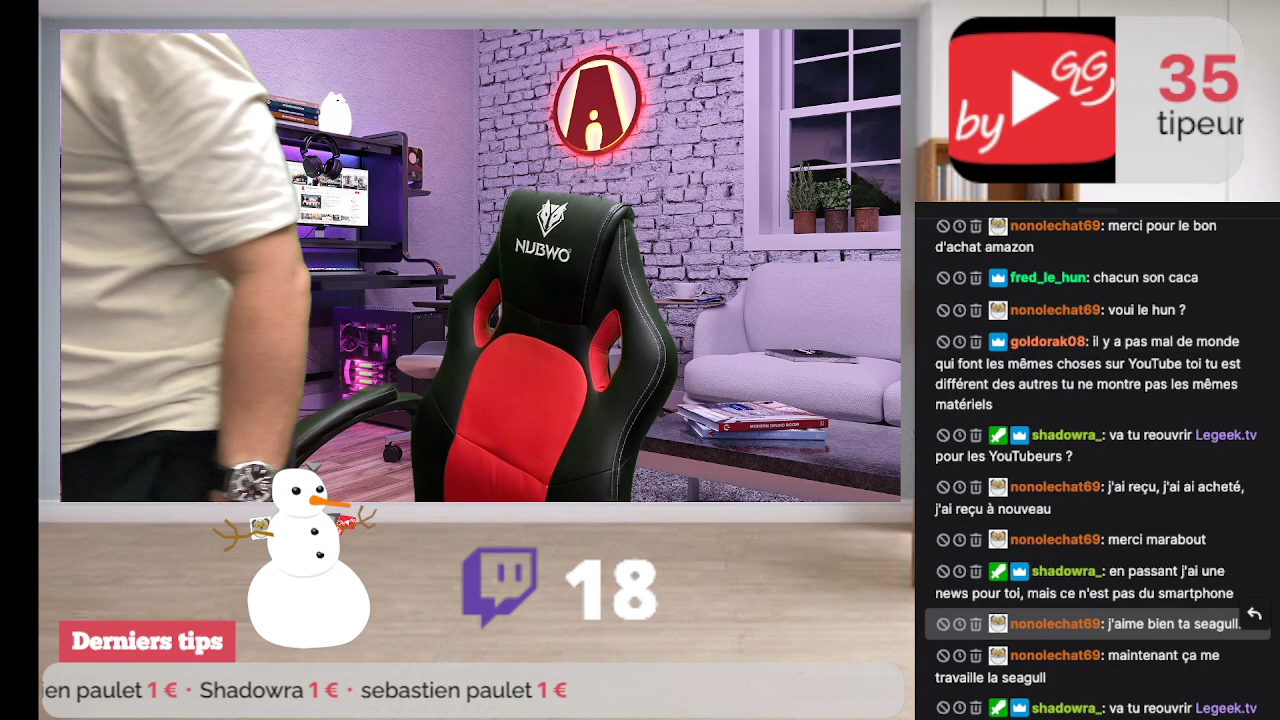 NUBWO
MODERN DINING ROOM
by GGJ
35
tipeur
nonolechat69: merci pour le bon
d'achat amazon
fred_le_hun: chacun son caca
nonolechat69: voui le hun ?
goldorak08: il y a pas mal de monde
qui font les mêmes choses sur YouTube toi tu est
différent des autres tu ne montre pas les mêmes
matériels
shadowra_: va tu reouvrir Legeek.tv
pour les YouTubeurs ?
nonolechat69: j'ai reçu, j'ai ai acheté,
j'ai reçu à nouveau
nonolechat69: merci marabout
shadowra_: en passant j'ai une
news pour toi, mais ce n'est pas du smartphone
nonolechat69: j'aime bien ta seagull.
nonolechat69: maintenant ça me
travaille la seagull
shadowra_: va tu reouvrir Legeek.tv
18
Derniers tips
en paulet 1 € · Shadowra 1 € · sebastien paulet 1 €